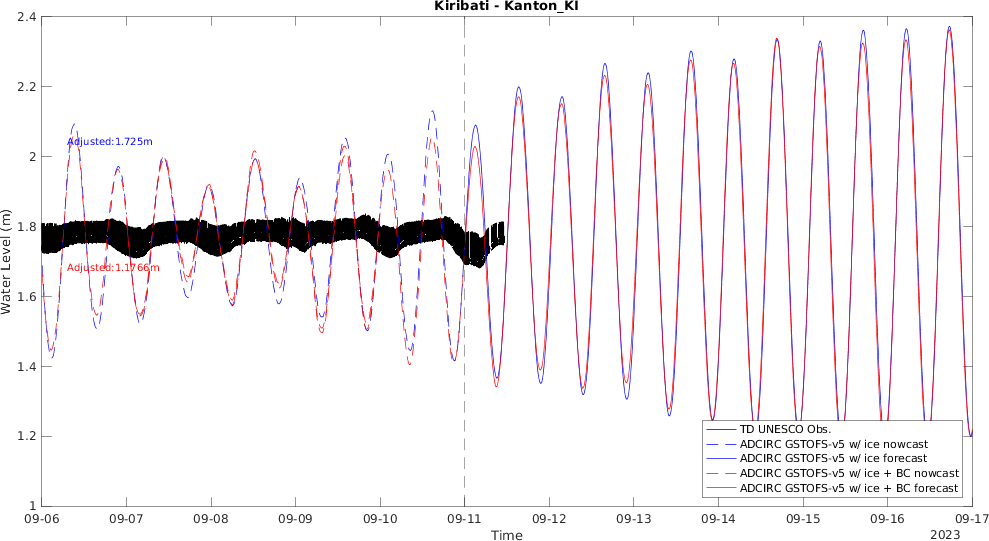 Kiribati - Kanton_KI
2.4
2.2
2
1.8
1.6
1.4
1.2
1
Water Level (m)
Adjusted:1.725m
Adjusted:1.1766m
TD UNESCO Obs.
ADCIRC GSTOFS-v5 w/ ice nowcast
ADCIRC GSTOFS-v5 w/ ice forecast
ADCIRC GSTOFS-v5 w/ ice + BC nowcast
ADCIRC GSTOFS-v5 w/ ice + BC forecast
09-06 09-07 09-08 09-09 09-10 09-11 09-12 09-13 09-14 09-15 09-16 09-17
Time
2023